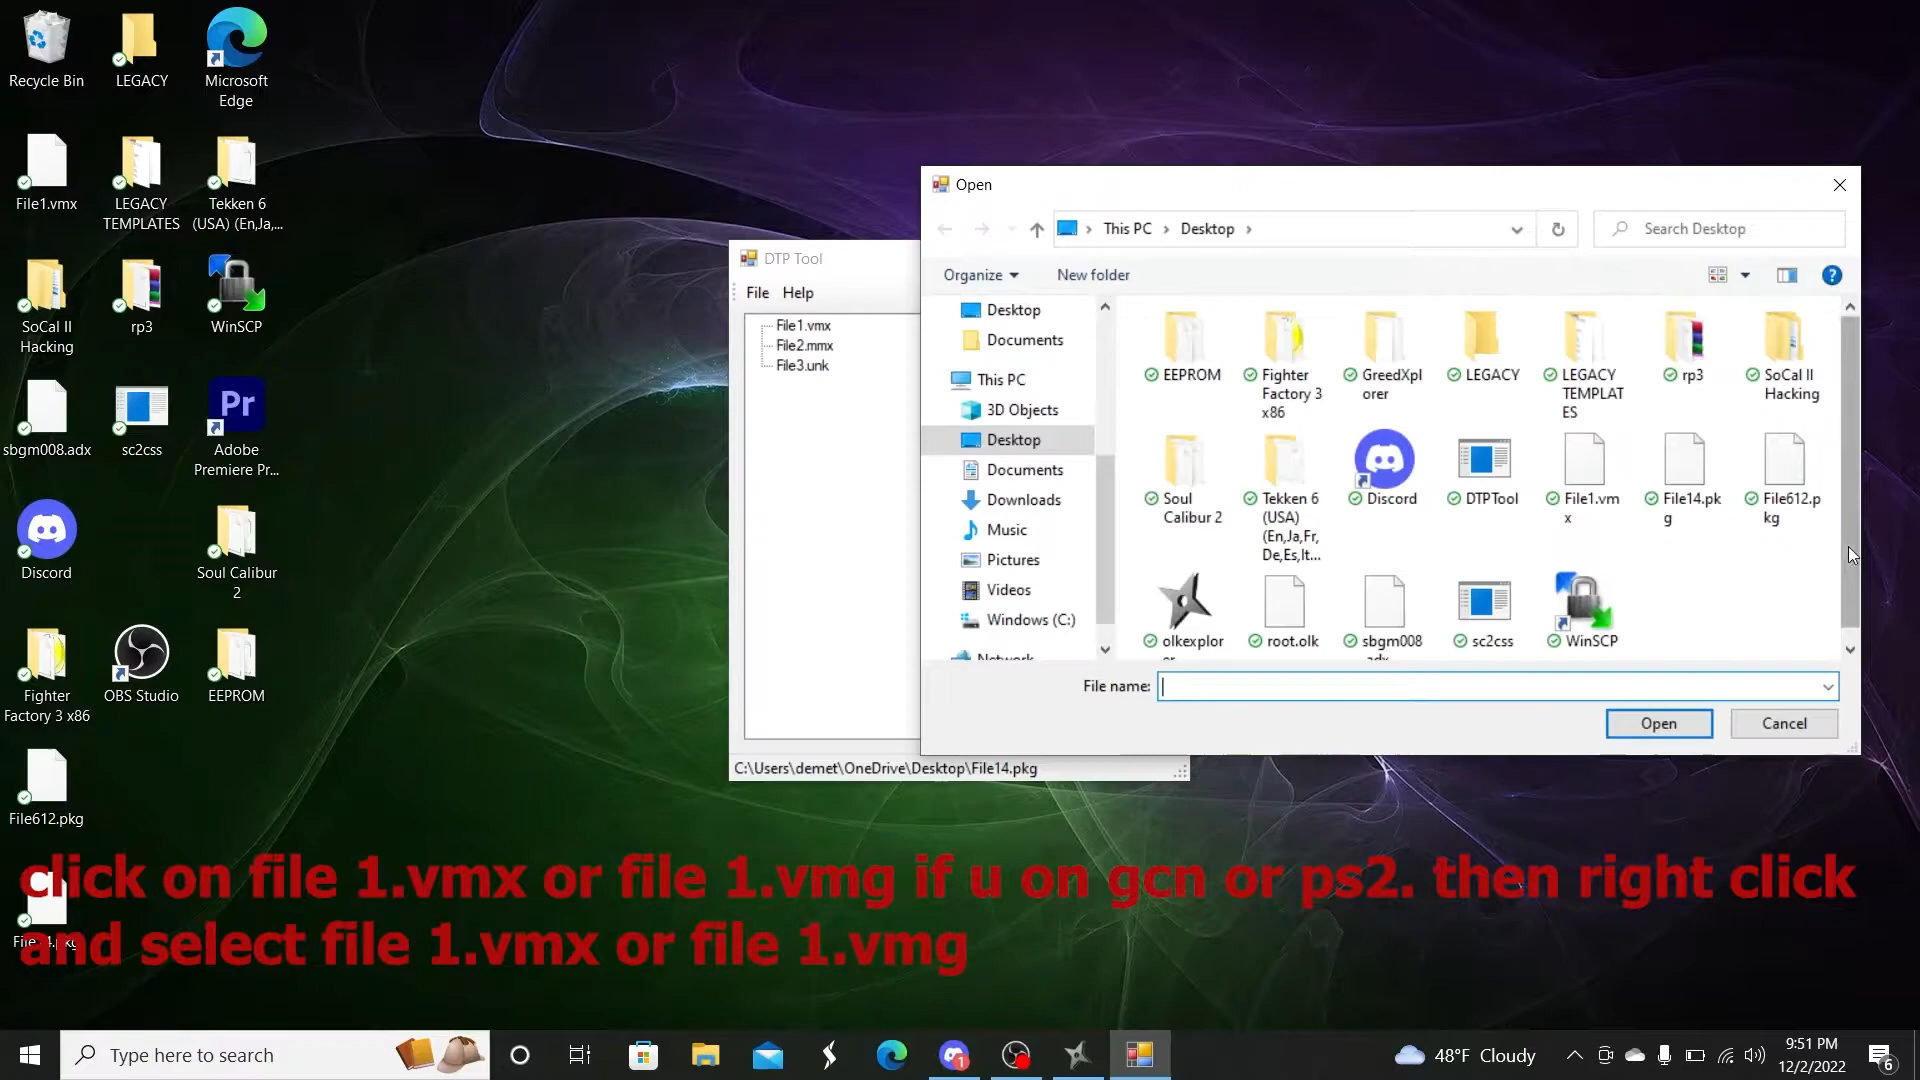 Recycle Bin
LEGACY
Microsoft
Edge
File1.vmx
LEGACY
TEMPLATES
Tekken 6
(USA) (En,Ja,...
SoCal II
Hacking
rp3
WinSCP
sbgm008.adx
sc2css
Pr
Adobe
Premiere Pr...
Discord
Soul Calibur
2
Fighter
Factory 3 x86
OBS Studio
EEPROM
File612.pkg
DTP Tool
File Help
File1.vmx
File2.mmx
File3.unk
C:\Users\demet\OneDrive\Desktop\File14.pkg
Open
This PC
Desktop
Search Desktop
Organize
New folder
?
Desktop
Documents
This PC
3D Objects
Desktop
Documents
Downloads
Music
Pictures
Videos
Windows (C:)
Network
EEPROM
Fighter
Factory 3
x86
GreedXpl
orer
LEGACY
LEGACY
TEMPLAT
ES
rp3
SoCal II
Hacking
Soul
Calibur 2
Tekken 6
(USA)
(En,Ja,Fr,
De,Es,It...
Discord
DTPTool
File1.vm
x
File14.pk
g
File612.p
kg
olkexplor
er
root.olk
sbgm008
.adx
sc2css
WinSCP
File name:
Open
Cancel
click on file 1.vmx or file 1.vmg if u on gcn or ps2. then right click
and select file 1.vmx or file 1.vmg
Type here to search
1
48°F Cloudy
9:51 PM
12/2/2022
6